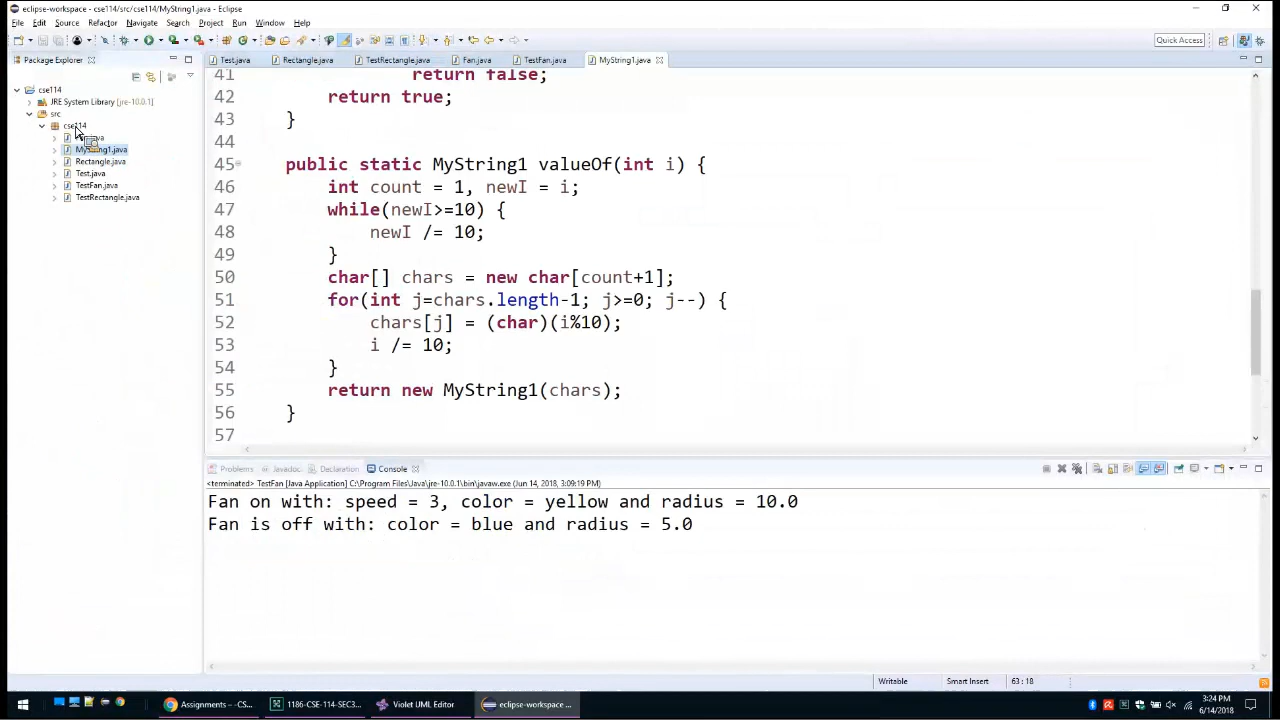 eclipse-workspace - cse114/src/cse114/MyString1.java - Eclipse
File Edit Source Refactor Navigate Search Project Run Window Help
Quick Access
Package Explorer
Test.java Rectangle.java TestRectangle.java Fan.java TestFan.java MyString1.java
cse114
JRE System Library [jre-10.0.1]
src
cse114
MyString1.java
Rectangle.java
Test.java
TestFan.java
TestRectangle.java
41 return false;
42 return true;
43 }
44
45 public static MyString1 valueOf(int i) {
46 int count = 1, newI = i;
47 while(newI>=10) {
48 newI /= 10;
49 }
50 char[] chars = new char[count+1];
51 for(int j=chars.length-1; j>=0; j--) {
52 chars[j] = (char)(i%10);
53 i /= 10;
54 }
55 return new MyString1(chars);
56 }
57
Problems Javadoc Declaration Console
<terminated> TestFan [Java Application] C:\Program Files\Java\jre-10.0.1\bin\javaw.exe (Jun 14, 2018, 3:09:19 PM)
Fan on with: speed = 3, color = yellow and radius = 10.0
Fan is off with: color = blue and radius = 5.0
Writable Smart Insert 63 : 18
Assignments - -CS... 1186-CSE-114-SEC3... Violet UML Editor eclipse-workspace ...
3:24 PM
6/14/2018